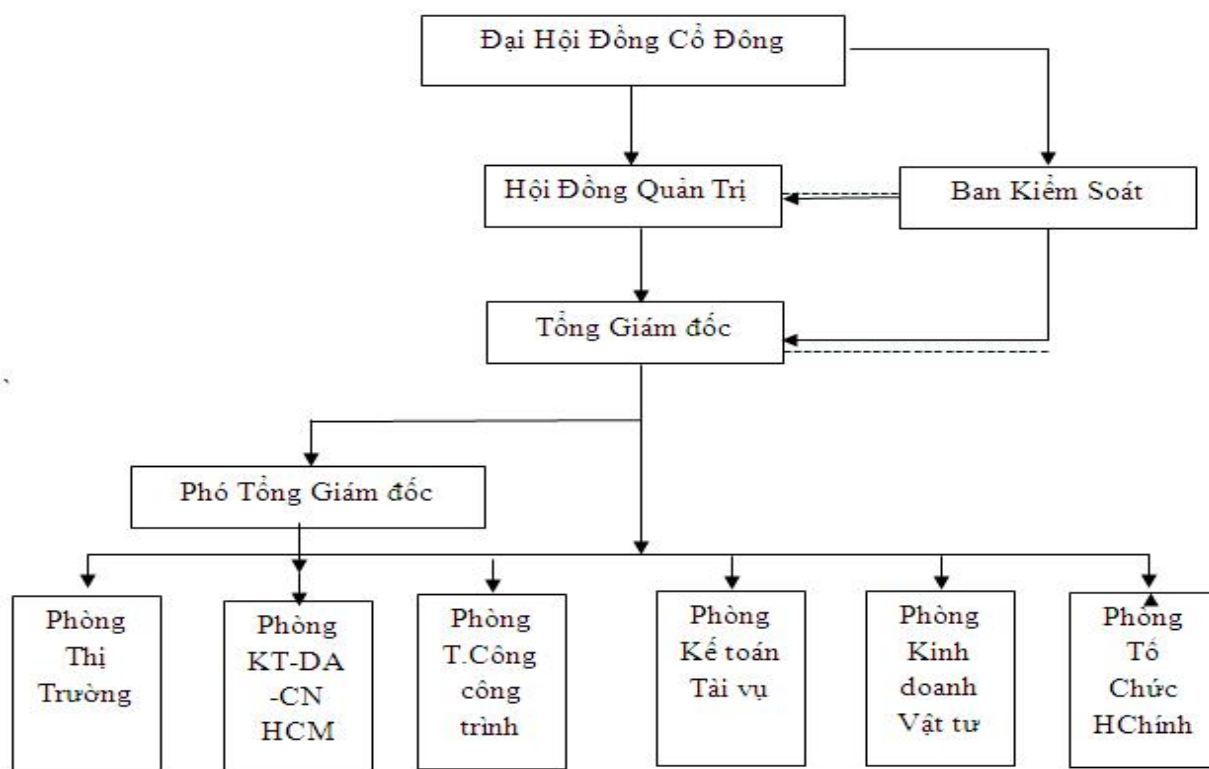 Đại Hội Đồng Cổ Đông
Hội Đồng Quản Trị
Ban Kiểm Soát
Tổng Giám đốc
Phó Tổng Giám đốc
Phòng
Thị
Trường
Phòng
KT-DA
-CN
HCM
Phòng
T.Công
công
trình
Phòng
Kế toán
Tài vụ
Phòng
Kinh
doanh
Vật tư
Phòng
Tổ
Chức
HChính